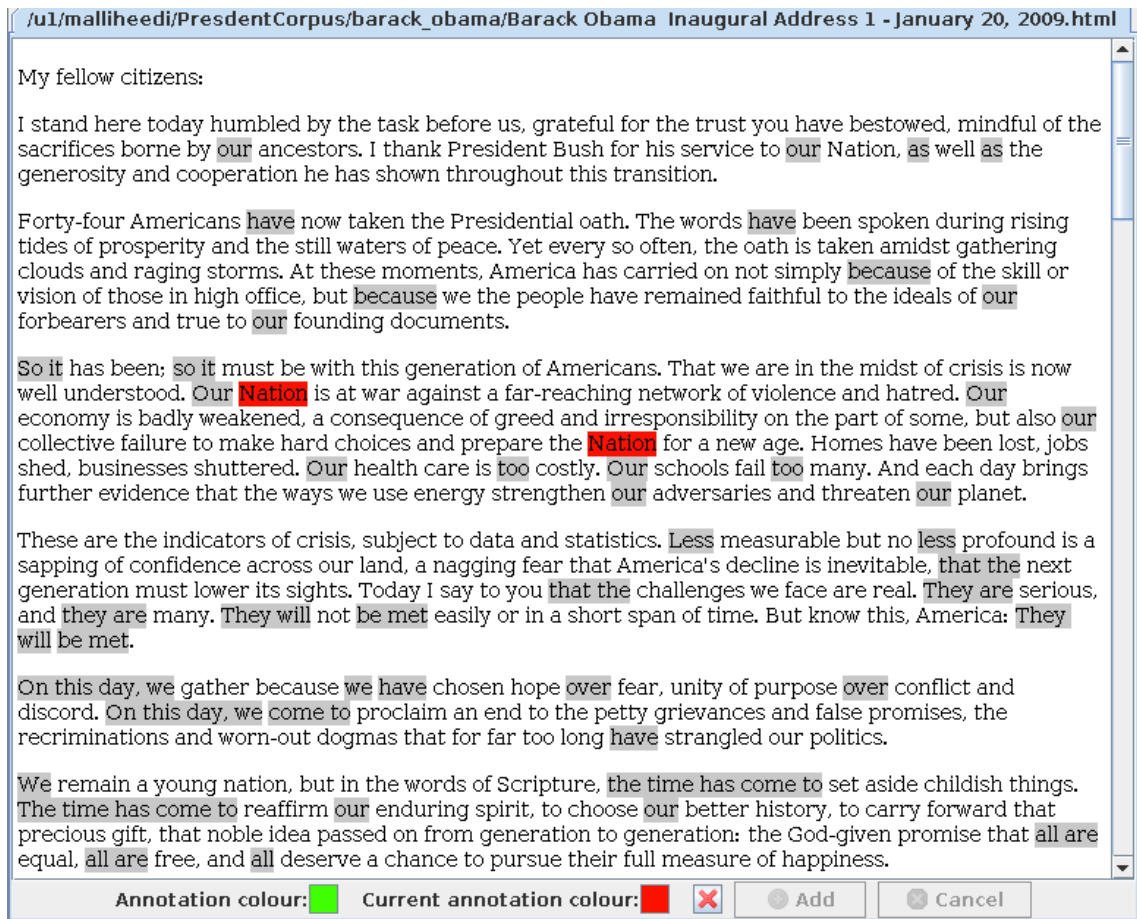 /u1/malliheedi/PresdentCorpus/barack_obama/Barack Obama Inaugural Address 1 - January 20, 2009.html
My fellow citizens:
I stand here today humbled by the task before us, grateful for the trust you have bestowed, mindful of the
sacrifices borne by our ancestors. I thank President Bush for his service to our Nation, as well as the
generosity and cooperation he has shown throughout this transition.
Forty-four Americans have now taken the Presidential oath. The words have been spoken during rising
tides of prosperity and the still waters of peace. Yet every so often, the oath is taken amidst gathering
clouds and raging storms. At these moments, America has carried on not simply because of the skill or
vision of those in high office, but because we the people have remained faithful to the ideals of our
forbearers and true to our founding documents.
So it has been; so it must be with this generation of Americans. That we are in the midst of crisis is now
well understood. Our Nation is at war against a far-reaching network of violence and hatred. Our
economy is badly weakened, a consequence of greed and irresponsibility on the part of some, but also our
collective failure to make hard choices and prepare the Nation for a new age. Homes have been lost, jobs
shed, businesses shuttered. Our health care is too costly. Our schools fail too many. And each day brings
further evidence that the ways we use energy strengthen our adversaries and threaten our planet.
These are the indicators of crisis, subject to data and statistics. Less measurable but no less profound is a
sapping of confidence across our land, a nagging fear that America's decline is inevitable, that the next
generation must lower its sights. Today I say to you that the challenges we face are real. They are serious,
and they are many. They will not be met easily or in a short span of time. But know this, America: They
will be met.
On this day, we gather because we have chosen hope over fear, unity of purpose over conflict and
discord. On this day, we come to proclaim an end to the petty grievances and false promises, the
recriminations and worn-out dogmas that for far too long have strangled our politics.
We remain a young nation, but in the words of Scripture, the time has come to set aside childish things.
The time has come to reaffirm our enduring spirit, to choose our better history, to carry forward that
precious gift, that noble idea passed on from generation to generation: the God-given promise that all are
equal, all are free, and all deserve a chance to pursue their full measure of happiness.
Annotation colour: Current annotation colour: Add Cancel